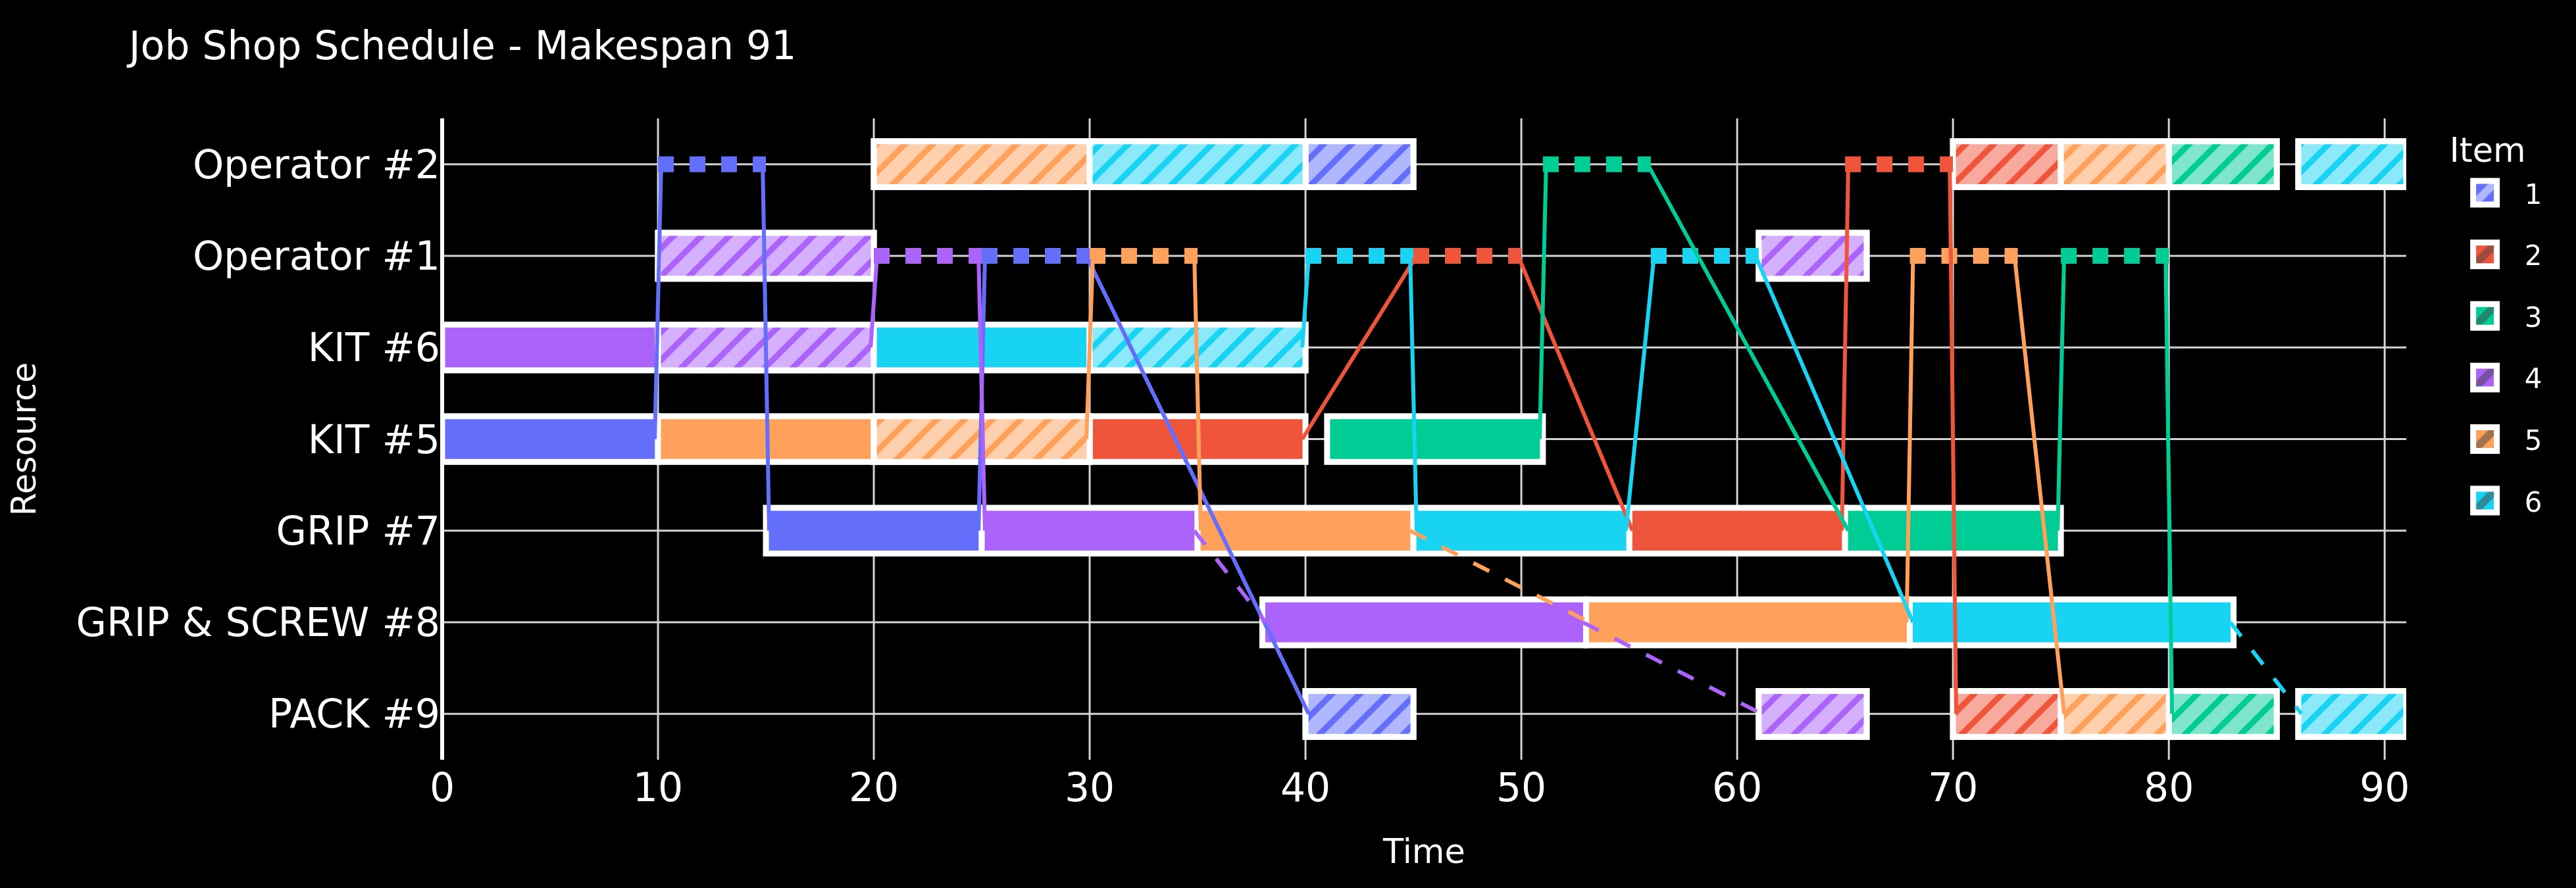 Job Shop Schedule - Makespan 91
Operator #2
Operator #1
KIT #6
KIT #5
GRIP #7
GRIP & SCREW #8
PACK #9
Resource
0 10 20 30 40 50 60 70 80 90
Time
Item
1
2
3
4
5
6